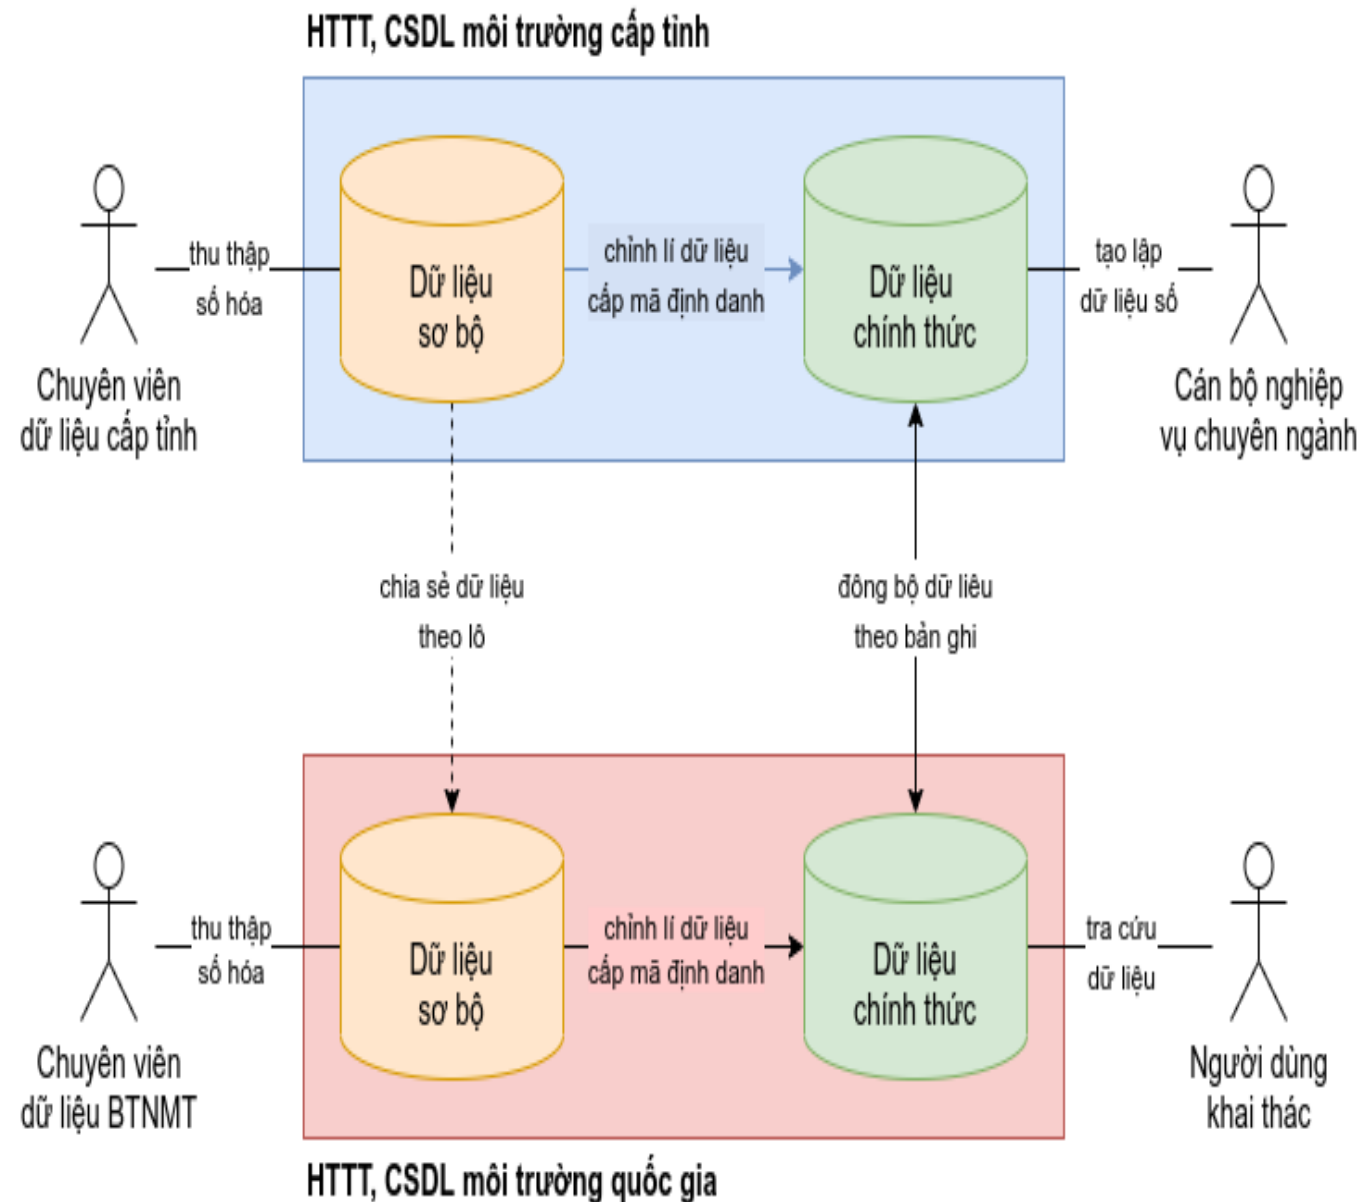 HTTT, CSDL môi trường cấp tỉnh
thu thập
số hóa
Dữ liệu
sơ bộ
chỉnh lí dữ liệu
cấp mã định danh
Dữ liệu
chính thức
tạo lập
dữ liệu số
Chuyên viên
dữ liệu cấp tỉnh
Cán bộ nghiệp
vụ chuyên ngành
chia sẻ dữ liệu
theo lô
đông bộ dữ liêu
theo bản ghi
thu thập
số hóa
Dữ liệu
sơ bộ
chỉnh lí dữ liệu
cấp mã định danh
Dữ liệu
chính thức
tra cứu
dữ liệu
Chuyên viên
dữ liệu BTNMT
Người dùng
khai thác
HTTT, CSDL môi trường quốc gia